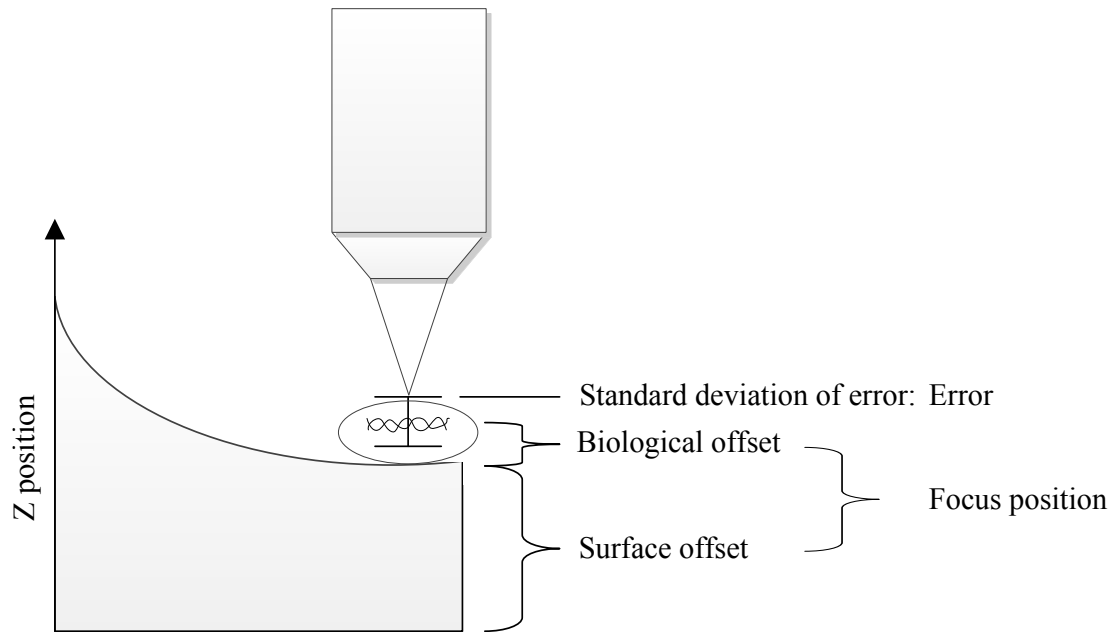 Standard deviation of error: Error
Biological offset
Focus position
Surface offset
Z position